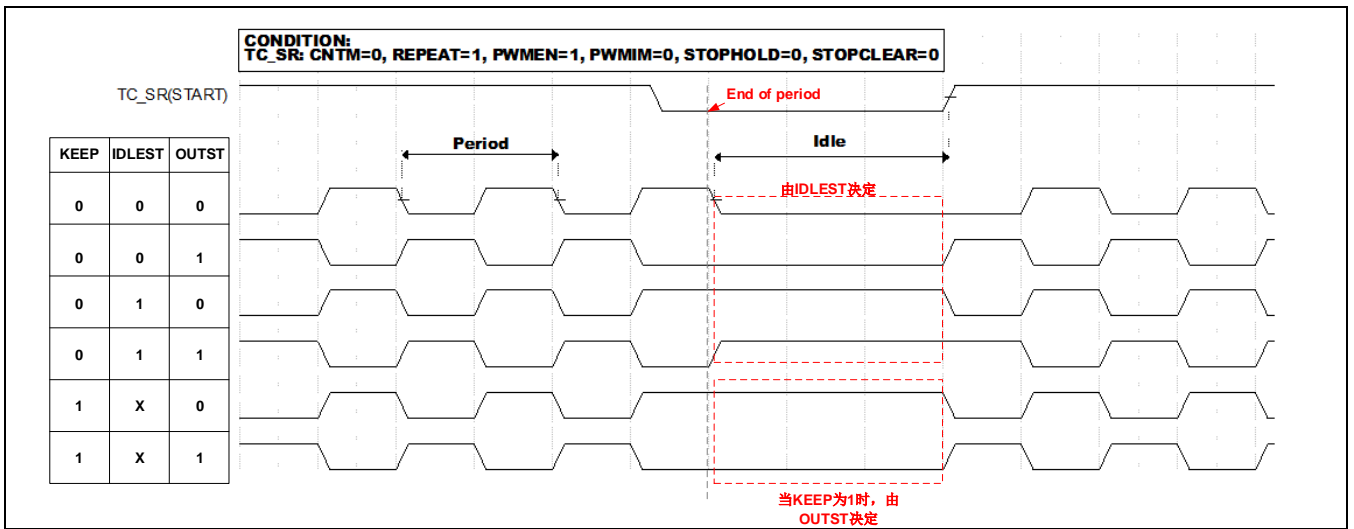 CONDITION:
TC_SR: CNTM=0, REPEAT=1, PWMEN=1, PWMIM=0, STOPHOLD=0, STOPCLEAR=0
TC_SR(START)
End of period
Period
Idle
KEEP IDLEST OUTST
由IDLEST决定
0 0 0
0 0 1
0 1 0
0 1 1
1 X 0
1 X 1
当KEEP为1时，由
OUTST决定